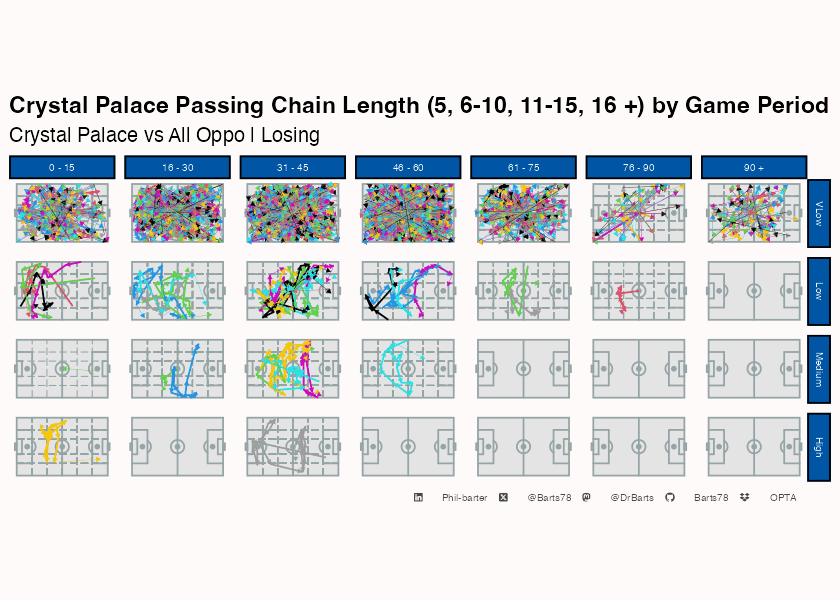 Crystal Palace Passing Chain Length (5, 6-10, 11-15, 16 +) by Game Period
Crystal Palace vs All Oppo I Losing
0 - 15 16 - 30 31 - 45 46 - 60 61 - 75 76 - 90 90 +
VLow
Low
Medium
High
Phil-barter @Barts78 @DrBarts Barts78 OPTA